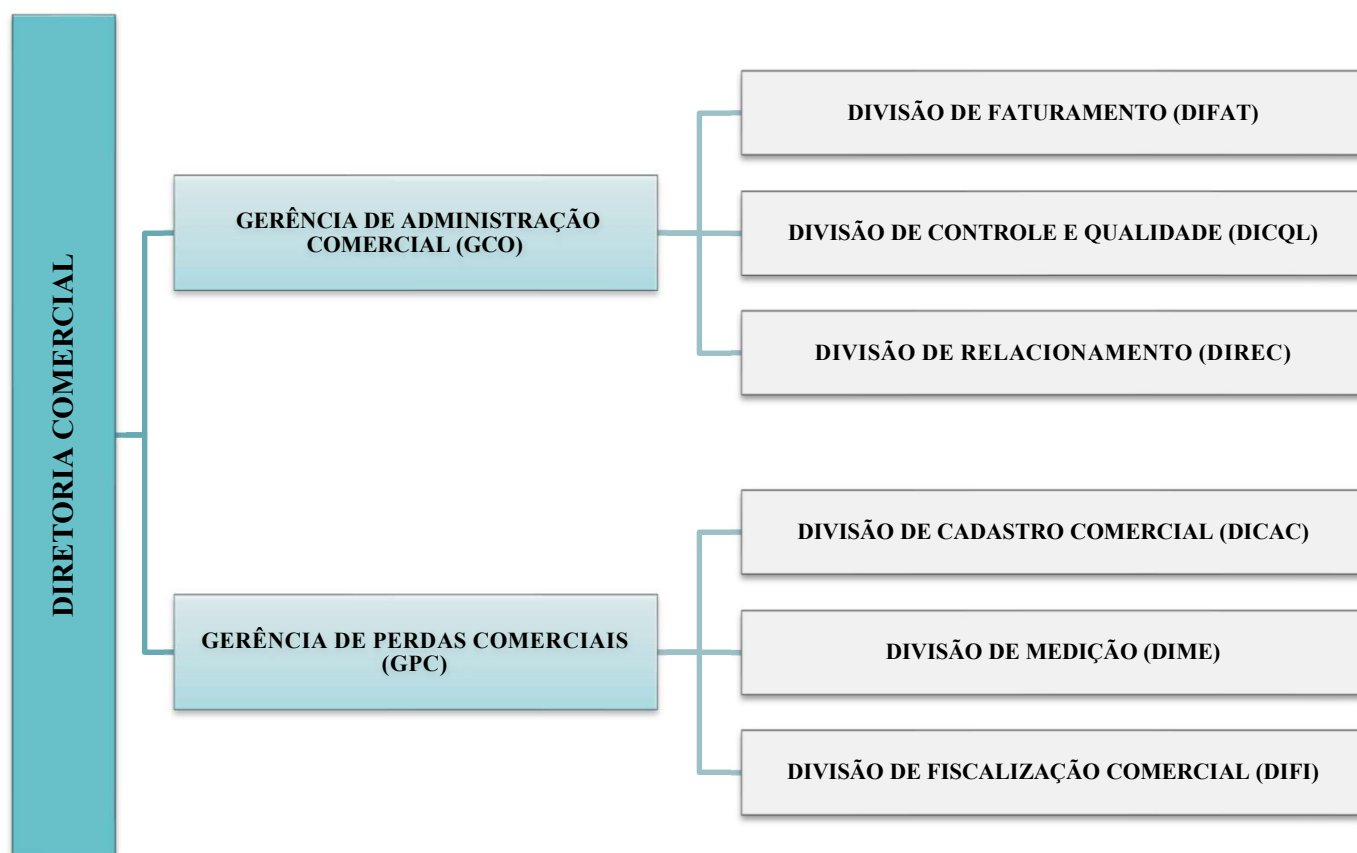 DIRETORIA COMERCIAL
GERÊNCIA DE ADMINISTRAÇÃO
COMERCIAL (GCO)
DIVISÃO DE FATURAMENTO (DIFAT)
DIVISÃO DE CONTROLE E QUALIDADE (DICQL)
DIVISÃO DE RELACIONAMENTO (DIREC)
GERÊNCIA DE PERDAS COMERCIAIS
(GPC)
DIVISÃO DE CADASTRO COMERCIAL (DICAC)
DIVISÃO DE MEDIÇÃO (DIME)
DIVISÃO DE FISCALIZAÇÃO COMERCIAL (DIFI)